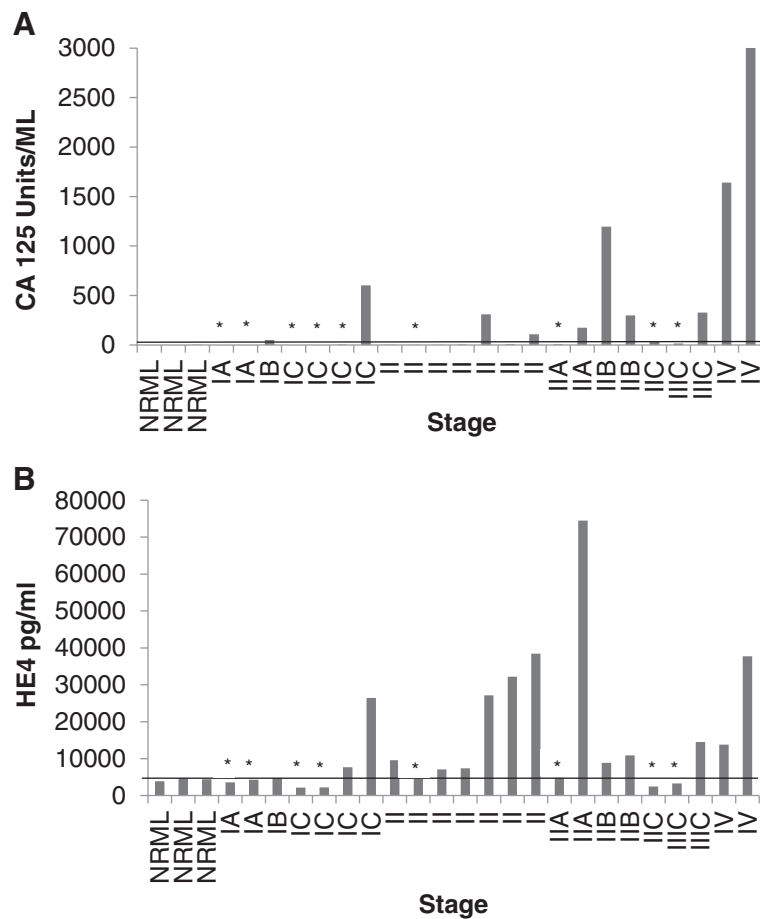 A
3000
2500
2000
1500
1000
500
0
CA 125 Units/ML
* * * * * * * * *
NRML NRML NRML IA IA IB IC IC IC IC II II II II II II II IIA IIA IIB IIB IIC IIIC IIIC IV IV
Stage
B
80000
70000
60000
50000
40000
30000
20000
10000
0
HE4 pg/ml
* * * * * * * *
NRML NRML NRML IA IA IB IC IC IC IC II II II II II II II IIA IIA IIB IIB IIC IIIC IIIC IV IV
Stage